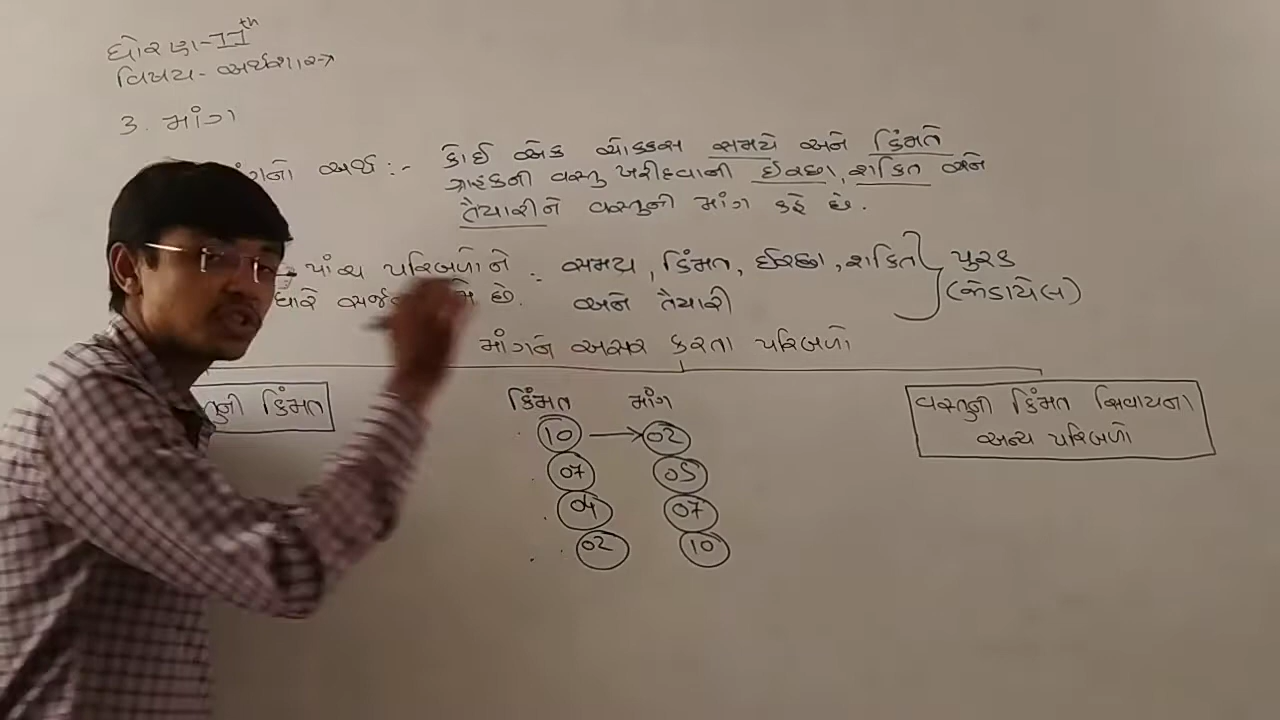 ધોરણ-11th
વિષય - અર્થશાસ્ત્ર
3. માંગ
અર્થ :- કોઈ એક ચોક્કસ સમયે અને કિંમતે
ગ્રાહકની વસ્તુ ખરીદવાની ઈચ્છા, શક્તિ અને
તૈયારીને વસ્તુની માંગ કહે છે.
પાંચ પરિબળોને : સમય, કિંમત, ઈચ્છા, શક્તિ પુરક
છે. અને તૈયારી (જોડાયેલ)
માંગને અસર કરતા પરિબળો
કિંમત
કિંમત માંગ
10 → 02
07 05
04 07
02 10
વસ્તુની કિંમત સિવાયના
અન્ય પરિબળો